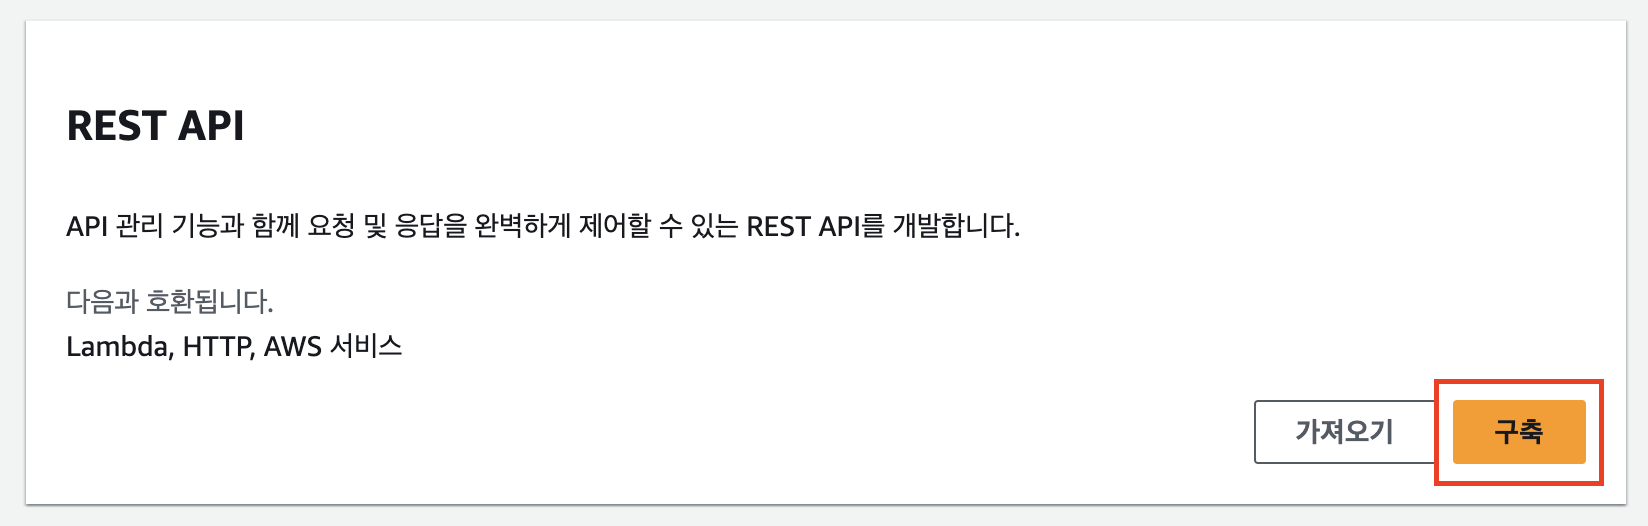 REST API
API 관리 기능과 함께 요청 및 응답을 완벽하게 제어할 수 있는 REST API를 개발합니다.
다음과 호환됩니다.
Lambda, HTTP, AWS 서비스
가져오기 구축